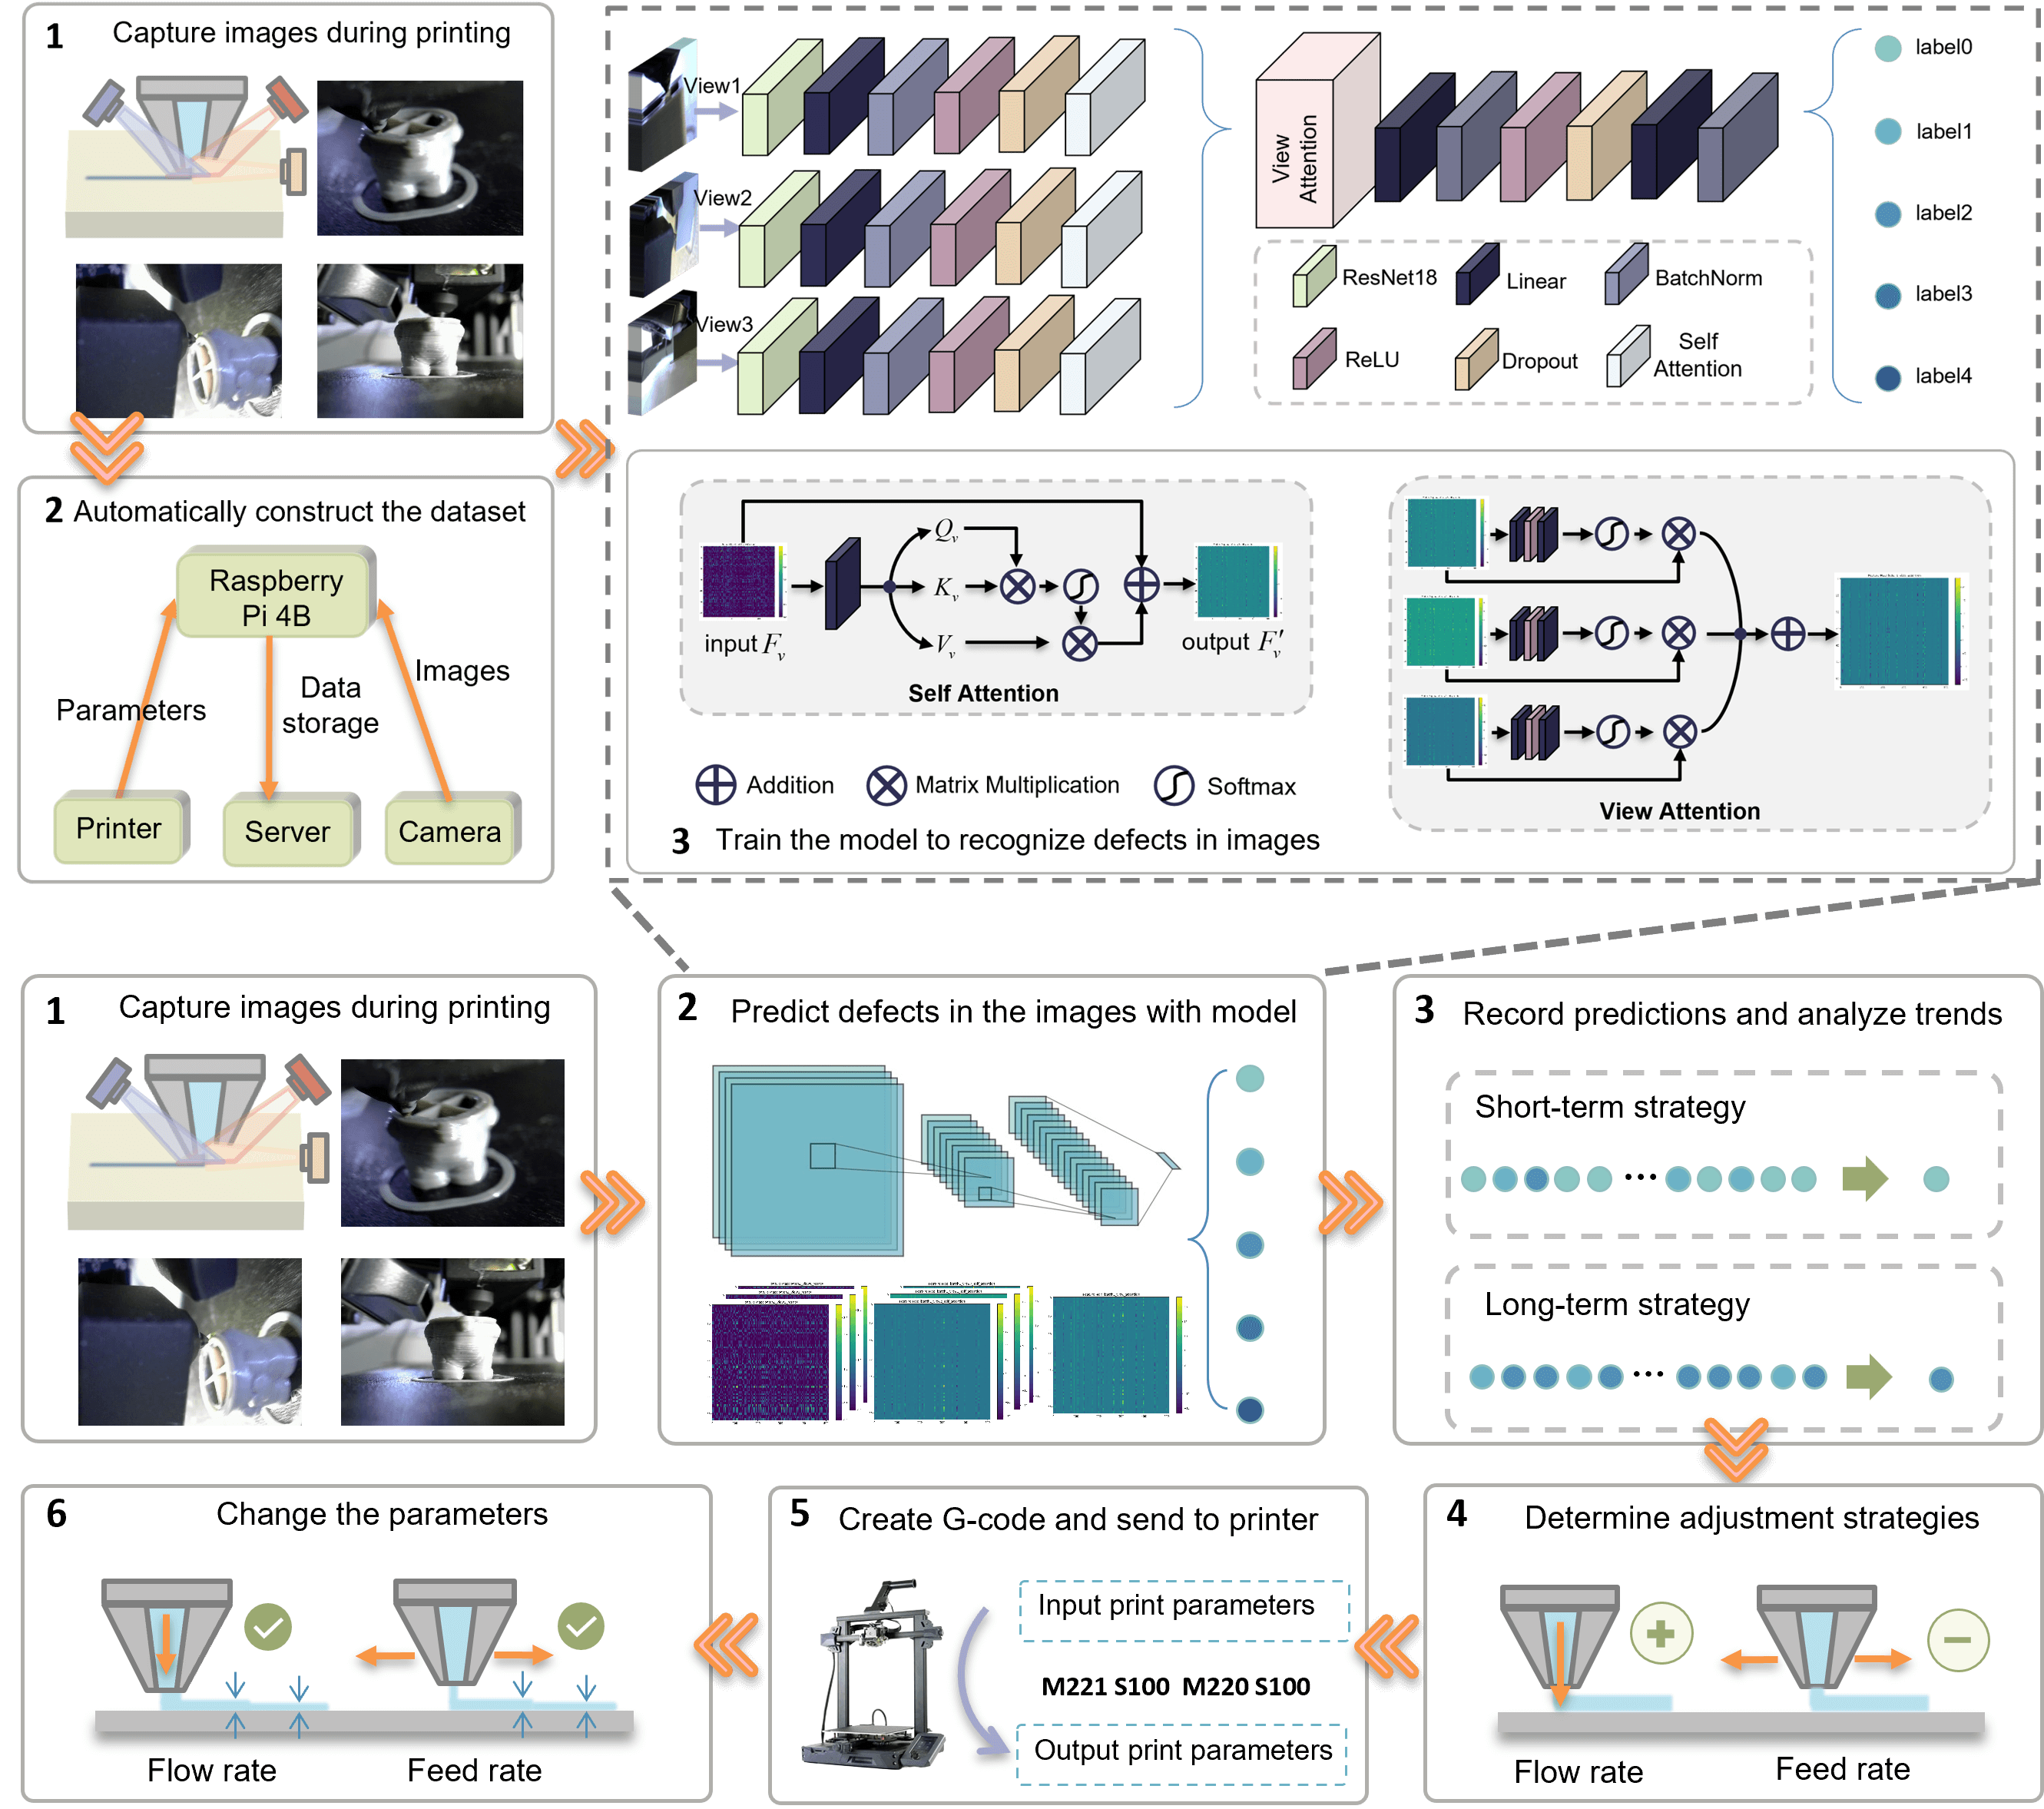 1 Capture images during printing
View1
View2
View3
View
Attention
ResNet18
Linear
BatchNorm
ReLU
Dropout
Self
Attention
label0
label1
label2
label3
label4
2 Automatically construct the dataset
Raspberry
Pi 4B
Parameters
Data
storage
Images
Printer
Server
Camera
Qv
Kv
Vv
input Fv
output F′v
Self Attention
View Attention
Addition
Matrix Multiplication
Softmax
3 Train the model to recognize defects in images
1 Capture images during printing
2 Predict defects in the images with model
3 Record predictions and analyze trends
Short-term strategy
...
Long-term strategy
...
4 Determine adjustment strategies
Flow rate
Feed rate
5 Create G-code and send to printer
Input print parameters
M221 S100 M220 S100
Output print parameters
6 Change the parameters
Flow rate
Feed rate